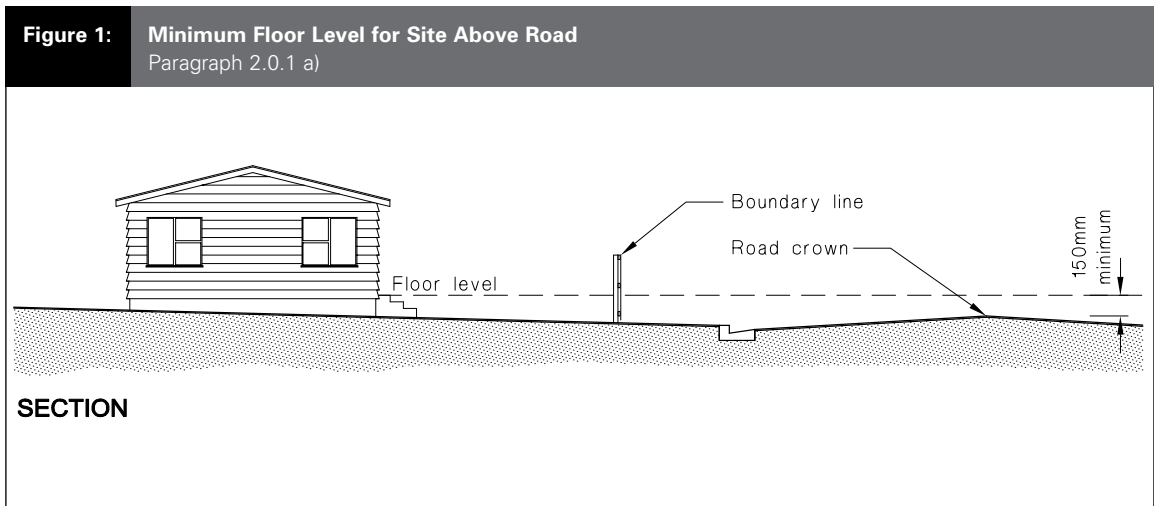 Figure 1:
Minimum Floor Level for Site Above Road
Paragraph 2.0.1 a)
Boundary line
Road crown
150mm
minimum
Floor level
SECTION